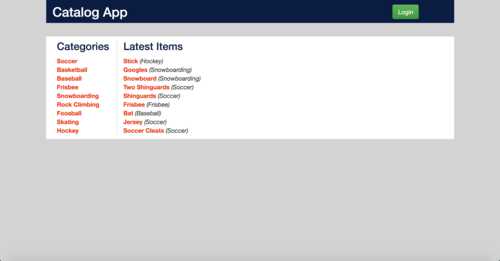 Catalog App
Login
Categories
Soccer
Basketball
Baseball
Frisbee
Snowboarding
Rock Climbing
Foosball
Skating
Hockey
Latest Items
Stick (Hockey)
Googles (Snowboarding)
Snowboard (Snowboarding)
Two Shinguards (Soccer)
Shinguards (Soccer)
Frisbee (Frisbee)
Bat (Baseball)
Jersey (Soccer)
Soccer Cleats (Soccer)